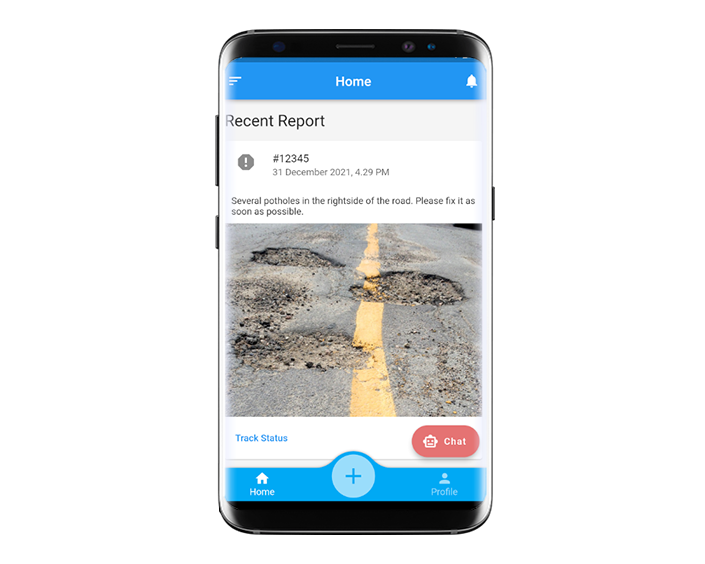 Home
Recent Report
#12345
31 December 2021, 4.29 PM
Several potholes in the rightside of the road. Please fix it as
soon as possible.
Track Status
Chat
Home
Profile